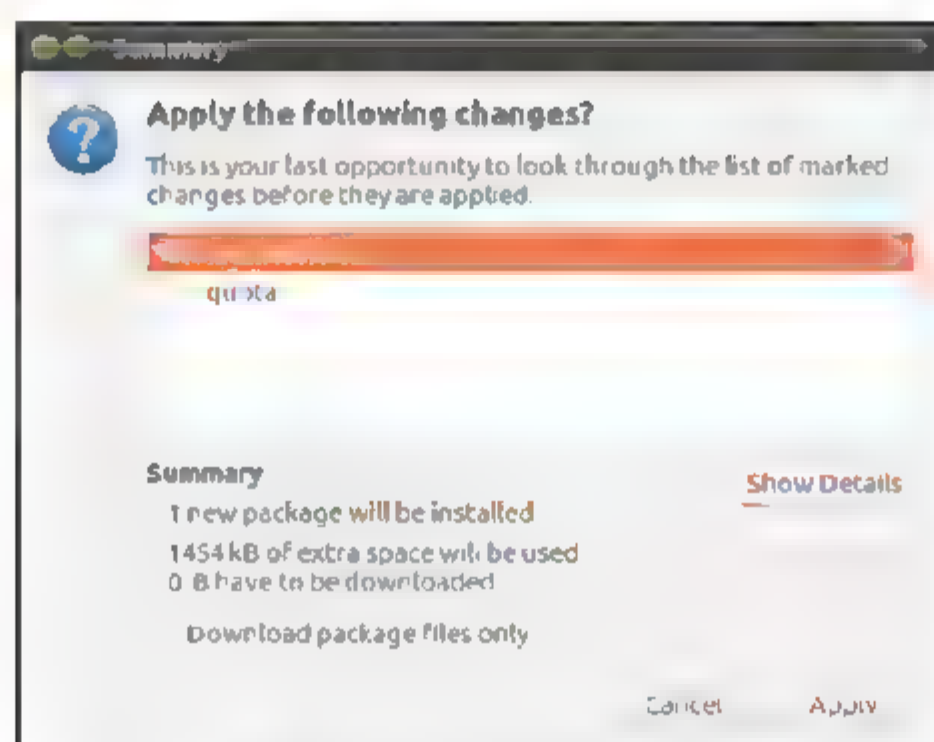 Summary
Apply the following changes?
This is your last opportunity to look through the list of marked
changes before they are applied.
quota
Summary
Show Details
1 new package will be installed
1454 kB of extra space will be used
0 B have to be downloaded
Download package files only
Cancel Apply